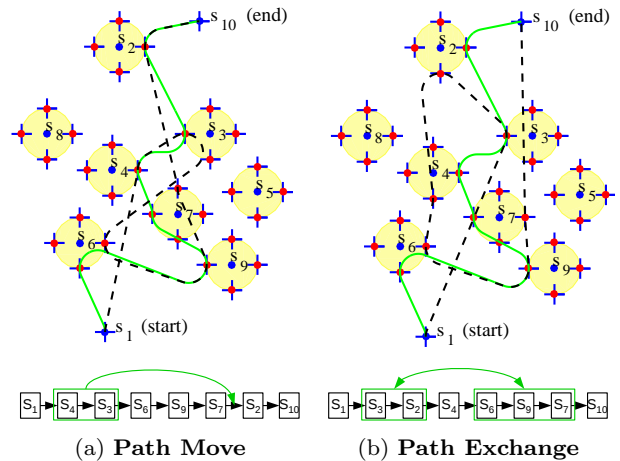 s 10 (end)
s 2
s 8
s 3
s 4
s 5
s 7
s 6
s 9
s 1 (start)
S1 S4 S3 S6 S9 S7 S2 S10
(a) Path Move
s 10 (end)
s 2
s 8
s 3
s 4
s 5
s 7
s 6
s 9
s 1 (start)
S1 S3 S2 S4 S6 S9 S7 S10
(b) Path Exchange